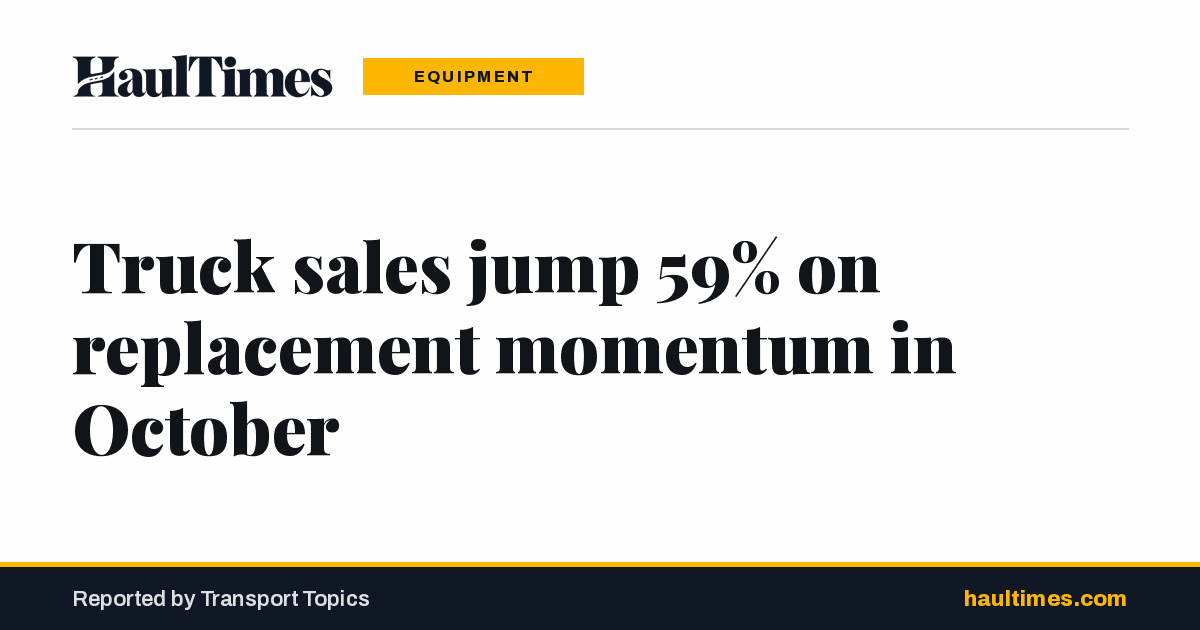 HaulTimes
EQUIPMENT
Truck sales jump 59% on
replacement momentum in
October
Reported by Transport Topics
haultimes.com